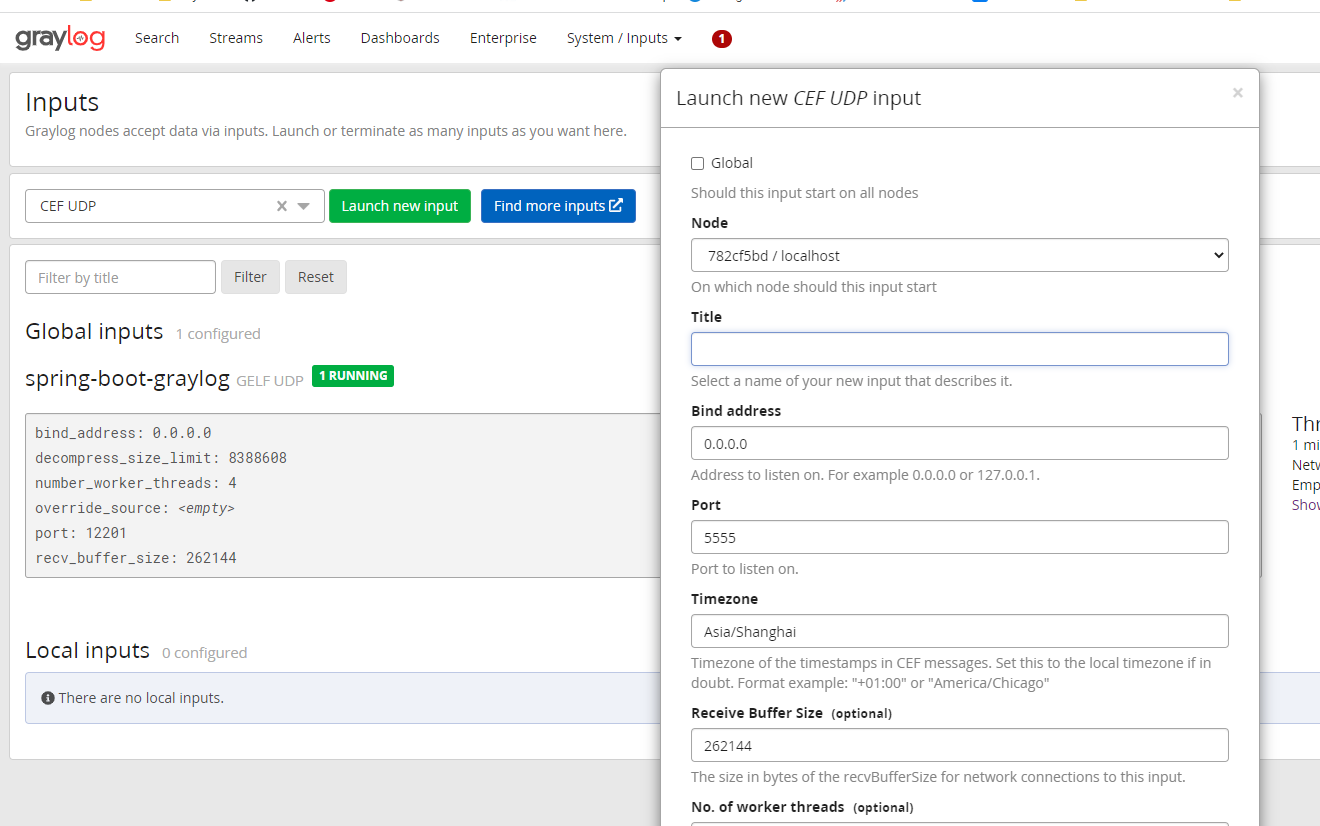 graylog
Search
Streams
Alerts
Dashboards
Enterprise
System / Inputs
1
Inputs
Graylog nodes accept data via inputs. Launch or terminate as many inputs as you want here.
CEF UDP
Launch new input
Find more inputs
Filter by title
Filter
Reset
Global inputs 1 configured
spring-boot-graylog GELF UDP 1 RUNNING
bind_address: 0.0.0.0
decompress_size_limit: 8388608
number_worker_threads: 4
override_source: <empty>
port: 12201
recv_buffer_size: 262144
Local inputs 0 configured
There are no local inputs.
Launch new CEF UDP input
×
Global
Should this input start on all nodes
Node
782cf5bd / localhost
On which node should this input start
Title
Select a name of your new input that describes it.
Bind address
0.0.0.0
Address to listen on. For example 0.0.0.0 or 127.0.0.1.
Port
5555
Port to listen on.
Timezone
Asia/Shanghai
Timezone of the timestamps in CEF messages. Set this to the local timezone if in
doubt. Format example: "+01:00" or "America/Chicago"
Receive Buffer Size (optional)
262144
The size in bytes of the recvBufferSize for network connections to this input.
No. of worker threads (optional)
Thr
1 mi
Netw
Emp
Show